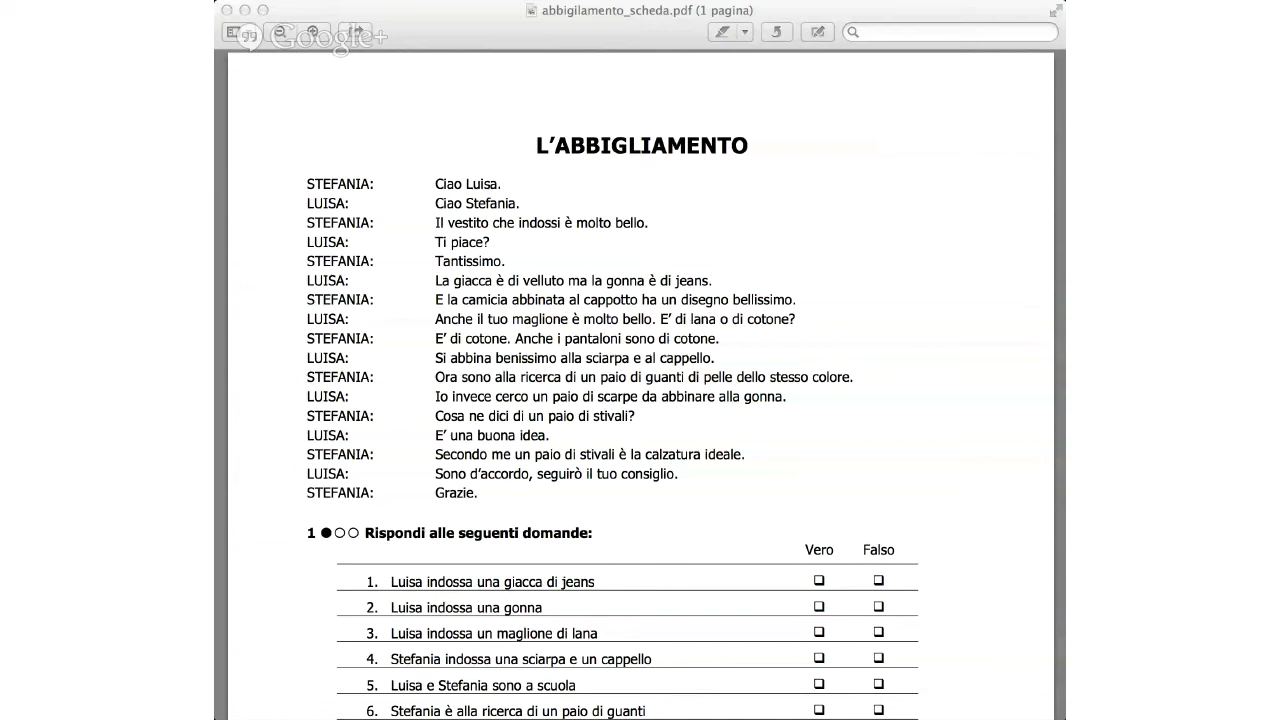 abbigilamento_scheda.pdf (1 pagina)
Google+
L'ABBIGLIAMENTO
STEFANIA: Ciao Luisa.
LUISA: Ciao Stefania.
STEFANIA: Il vestito che indossi è molto bello.
LUISA: Ti piace?
STEFANIA: Tantissimo.
LUISA: La giacca è di velluto ma la gonna è di jeans.
STEFANIA: E la camicia abbinata al cappotto ha un disegno bellissimo.
LUISA: Anche il tuo maglione è molto bello. E' di lana o di cotone?
STEFANIA: E' di cotone. Anche i pantaloni sono di cotone.
LUISA: Si abbina benissimo alla sciarpa e al cappello.
STEFANIA: Ora sono alla ricerca di un paio di guanti di pelle dello stesso colore.
LUISA: Io invece cerco un paio di scarpe da abbinare alla gonna.
STEFANIA: Cosa ne dici di un paio di stivali?
LUISA: E' una buona idea.
STEFANIA: Secondo me un paio di stivali è la calzatura ideale.
LUISA: Sono d'accordo, seguirò il tuo consiglio.
STEFANIA: Grazie.
1 ●○○ Rispondi alle seguenti domande:
Vero Falso
1. Luisa indossa una giacca di jeans ❏ ❏
2. Luisa indossa una gonna ❏ ❏
3. Luisa indossa un maglione di lana ❏ ❏
4. Stefania indossa una sciarpa e un cappello ❏ ❏
5. Luisa e Stefania sono a scuola ❏ ❏
6. Stefania è alla ricerca di un paio di guanti ❏ ❏